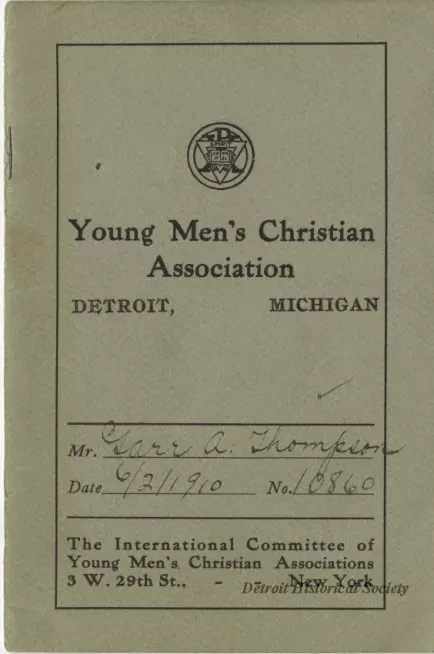 SPIRIT
Young Men's Christian
Association
DETROIT, MICHIGAN
Mr. Garr A. Thompson
Date 6/2/1910 No. 10860
The International Committee of
Young Men's Christian Associations
3 W. 29th St., - - New York
Detroit Historical Society